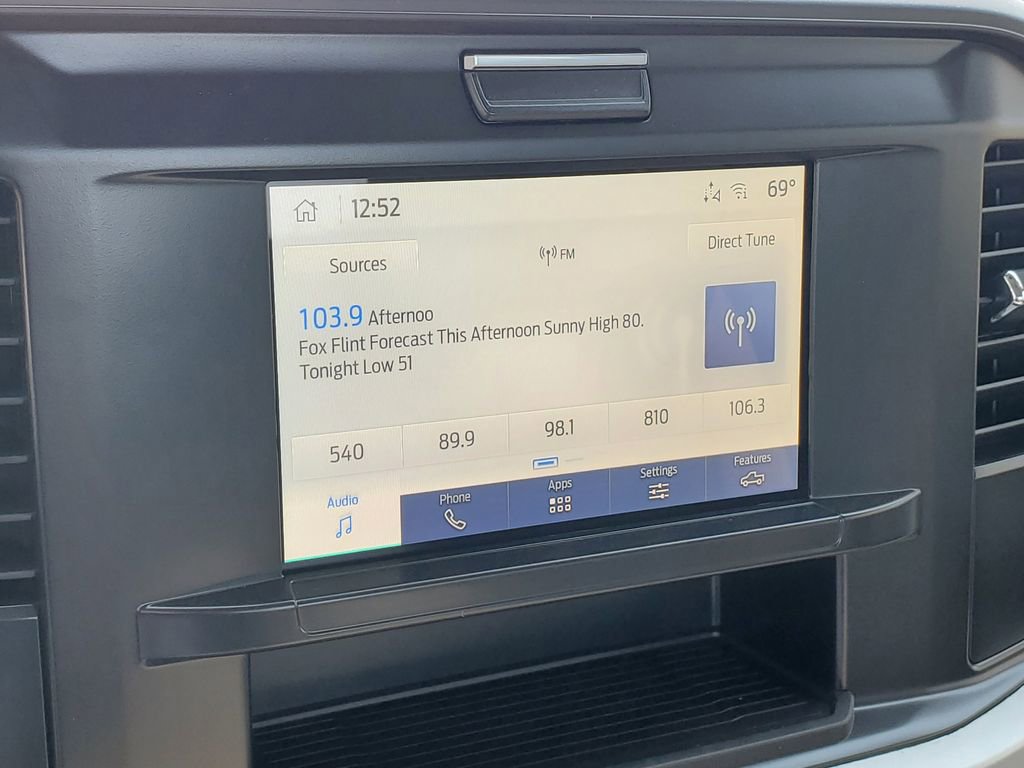 12:52
69°
Sources
FM
Direct Tune
103.9 Afternoo
Fox Flint Forecast This Afternoon Sunny High 80.
Tonight Low 51
540
89.9
98.1
810
106.3
Audio
Phone
Apps
Settings
Features